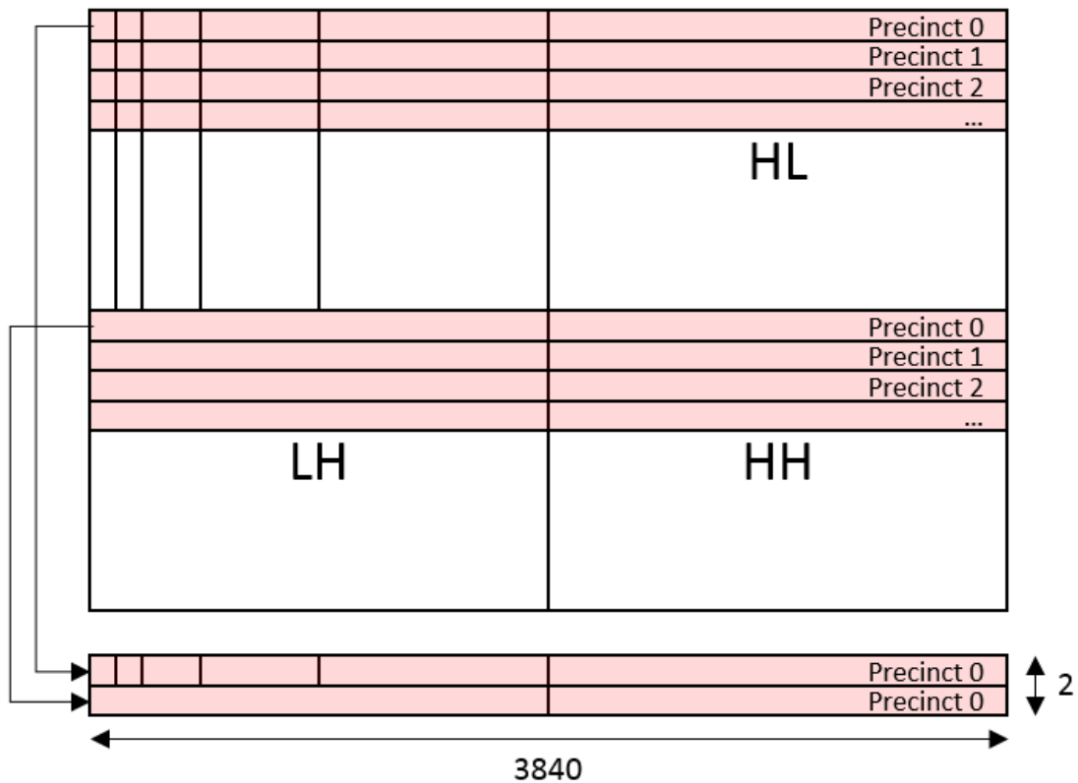 Precinct 0
Precinct 1
Precinct 2
...
HL
Precinct 0
Precinct 1
Precinct 2
...
LH HH
Precinct 0
Precinct 0
2
3840